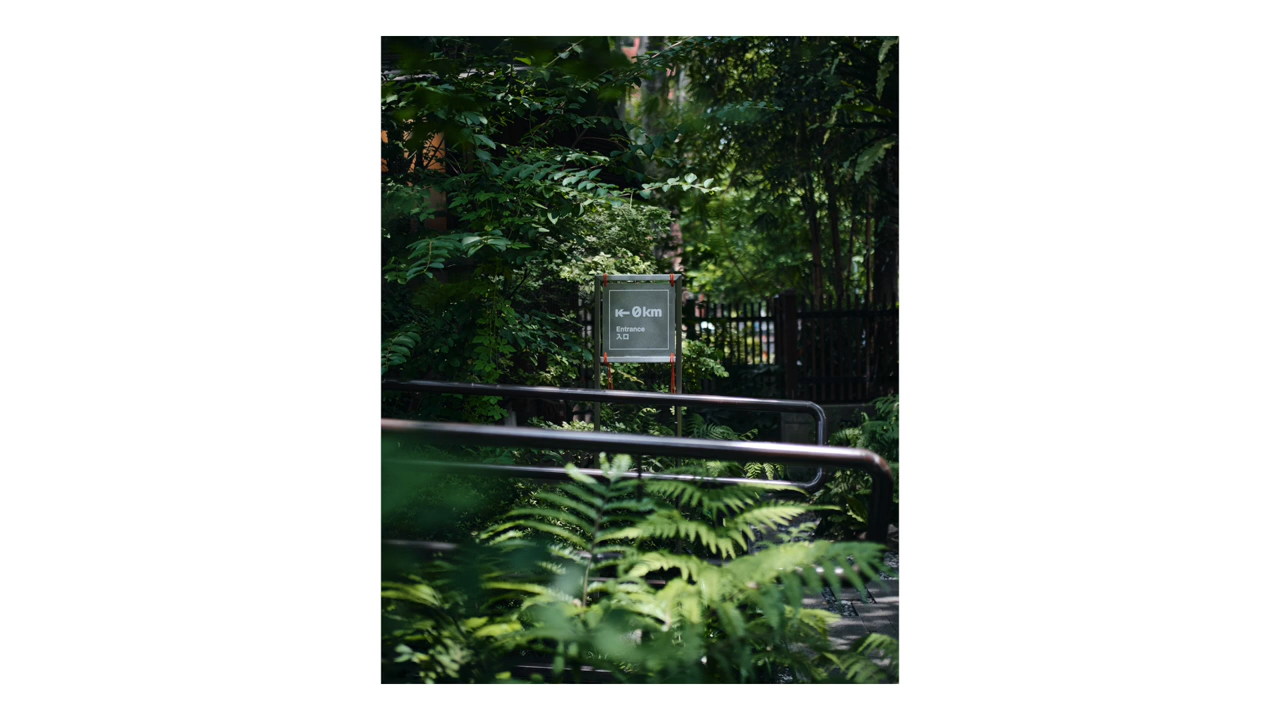 ⇤ 0km
Entrance
入口